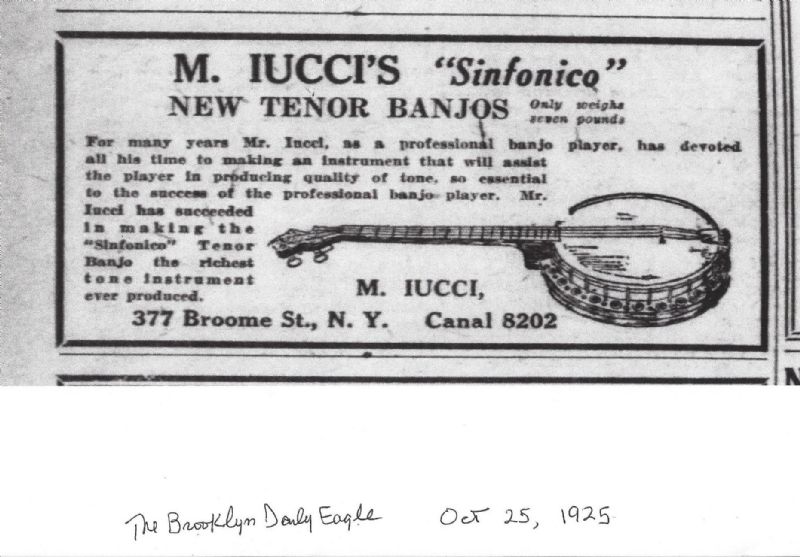 M. IUCCI'S "Sinfonico"
NEW TENOR BANJOS
Only weighs
seven pounds
For many years Mr. Iucci, as a professional banjo player, has devoted
all his time to making an instrument that will assist
the player in producing quality of tone, so essential
to the success of the professional banjo player. Mr.
Iucci has succeeded
in making the
"Sinfonico" Tenor
Banjo the richest
tone instrument
ever produced.
M. IUCCI,
377 Broome St., N. Y. Canal 8202
N
The Brooklyn Daily Eagle Oct 25, 1925